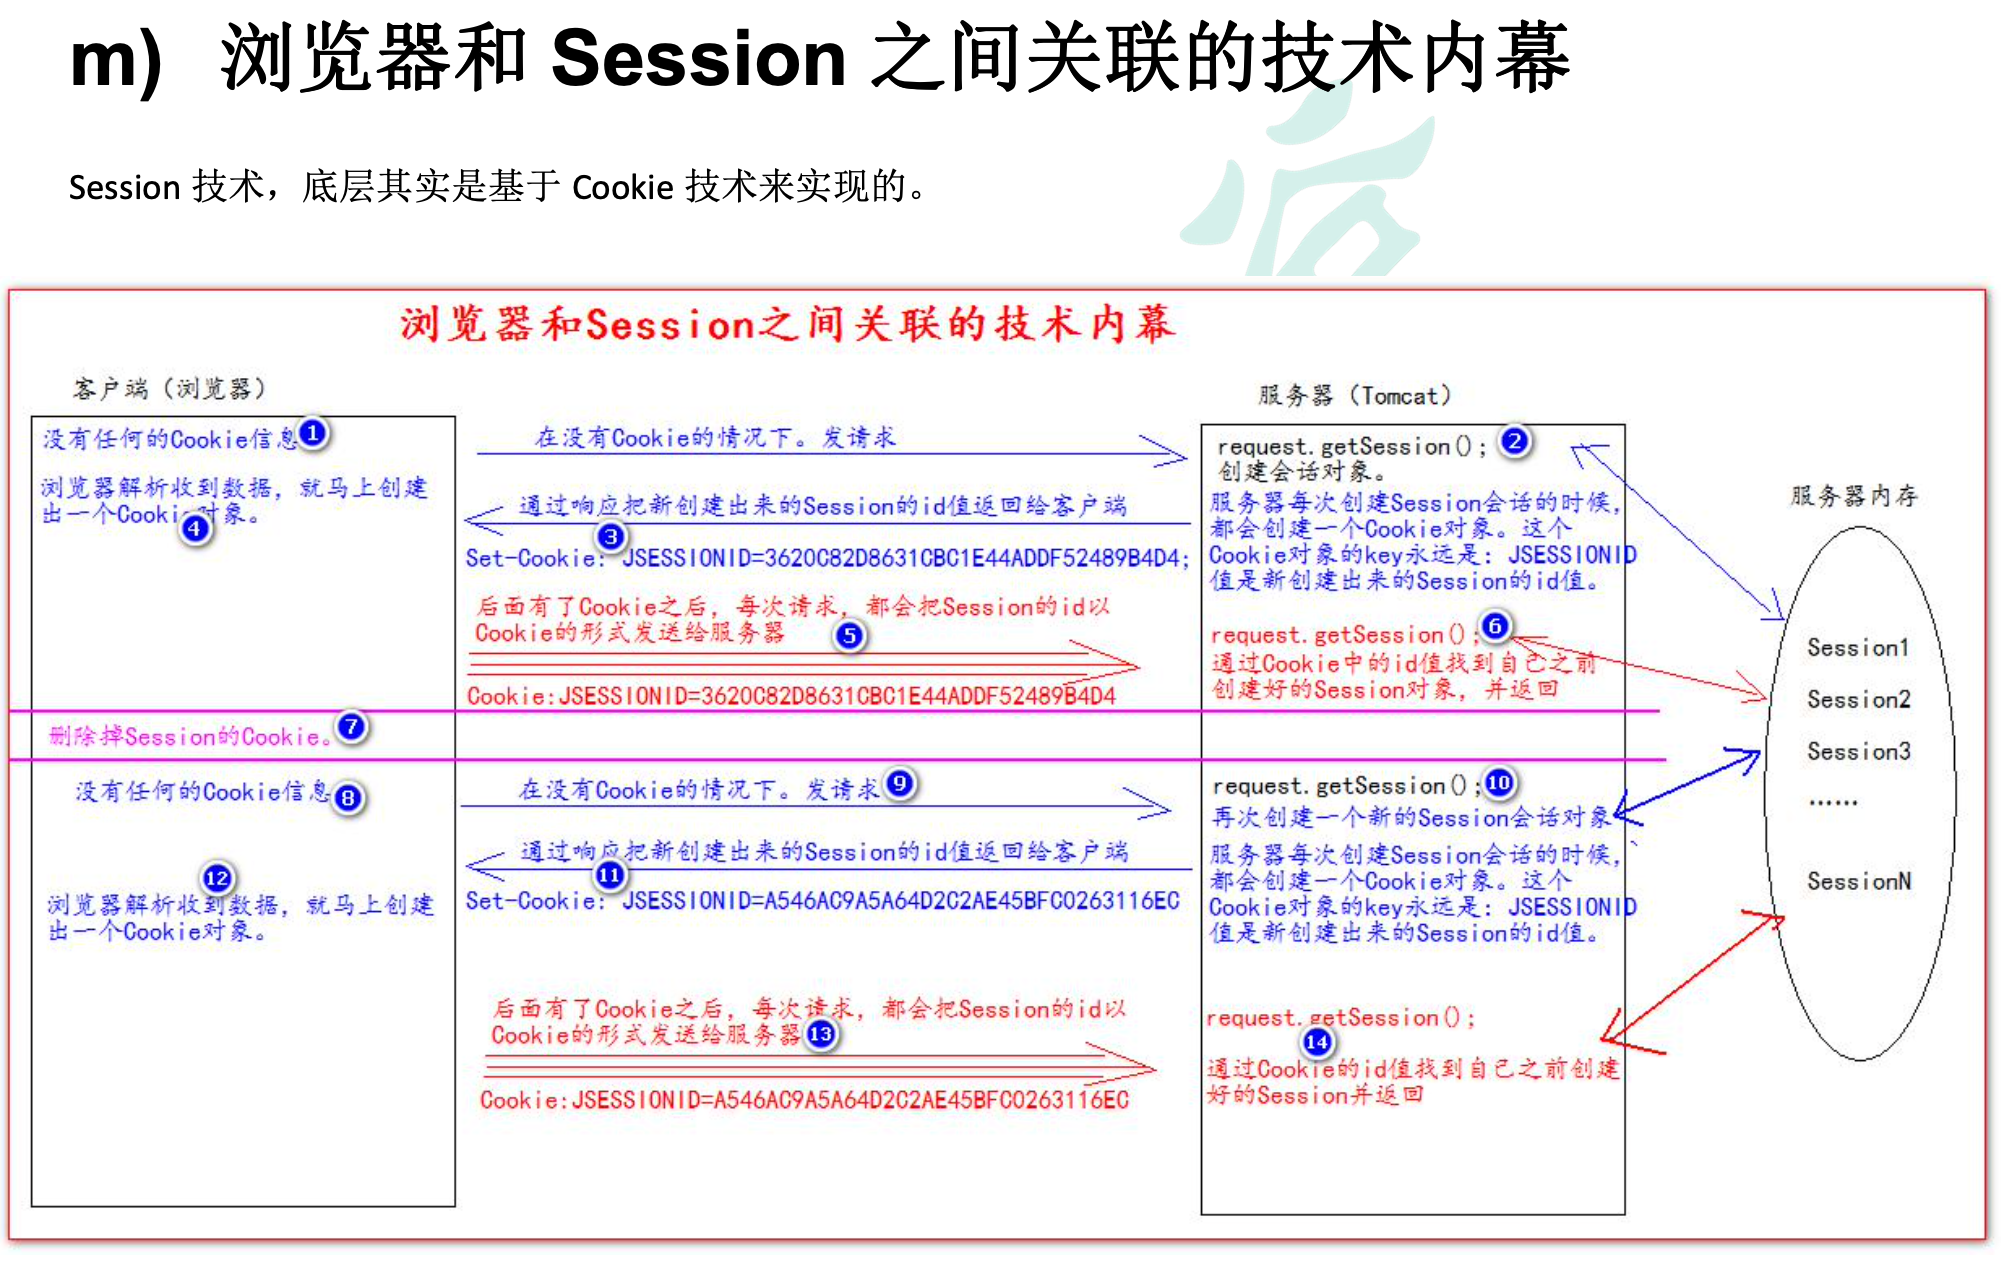 m) 浏览器和 Session 之间关联的技术内幕
Session 技术，底层其实是基于 Cookie 技术来实现的。
浏览器和Session之间关联的技术内幕
客户端（浏览器）
服务器（Tomcat）
服务器内存
没有任何的Cookie信息
1
在没有Cookie的情况下。发请求
request.getSession();
2
创建会话对象。
浏览器解析收到数据，就马上创建
出一个Cookie对象。
4
通过响应把新创建出来的Session的id值返回给客户端
3
Set-Cookie: JSESSIONID=3620C82D8631CBC1E44ADDF52489B4D4;
服务器每次创建Session会话的时候，
都会创建一个Cookie对象。这个
Cookie对象的key永远是：JSESSIONID
值是新创建出来的Session的id值。
后面有了Cookie之后，每次请求，都会把Session的id以
Cookie的形式发送给服务器
5
Cookie:JSESSIONID=3620C82D8631CBC1E44ADDF52489B4D4
request.getSession();
6
通过Cookie中的id值找到自己之前
创建好的Session对象，并返回
Session1
Session2
Session3
......
SessionN
删除掉Session的Cookie。
7
没有任何的Cookie信息
8
在没有Cookie的情况下。发请求
9
request.getSession();
10
再次创建一个新的Session会话对象
通过响应把新创建出来的Session的id值返回给客户端
11
Set-Cookie: JSESSIONID=A546AC9A5A64D2C2AE45BFC0263116EC
服务器每次创建Session会话的时候，
都会创建一个Cookie对象。这个
Cookie对象的key永远是：JSESSIONID
值是新创建出来的Session的id值。
12
浏览器解析收到数据，就马上创建
出一个Cookie对象。
后面有了Cookie之后，每次请求，都会把Session的id以
Cookie的形式发送给服务器
13
Cookie:JSESSIONID=A546AC9A5A64D2C2AE45BFC0263116EC
request.getSession();
14
通过Cookie的id值找到自己之前创建
好的Session并返回